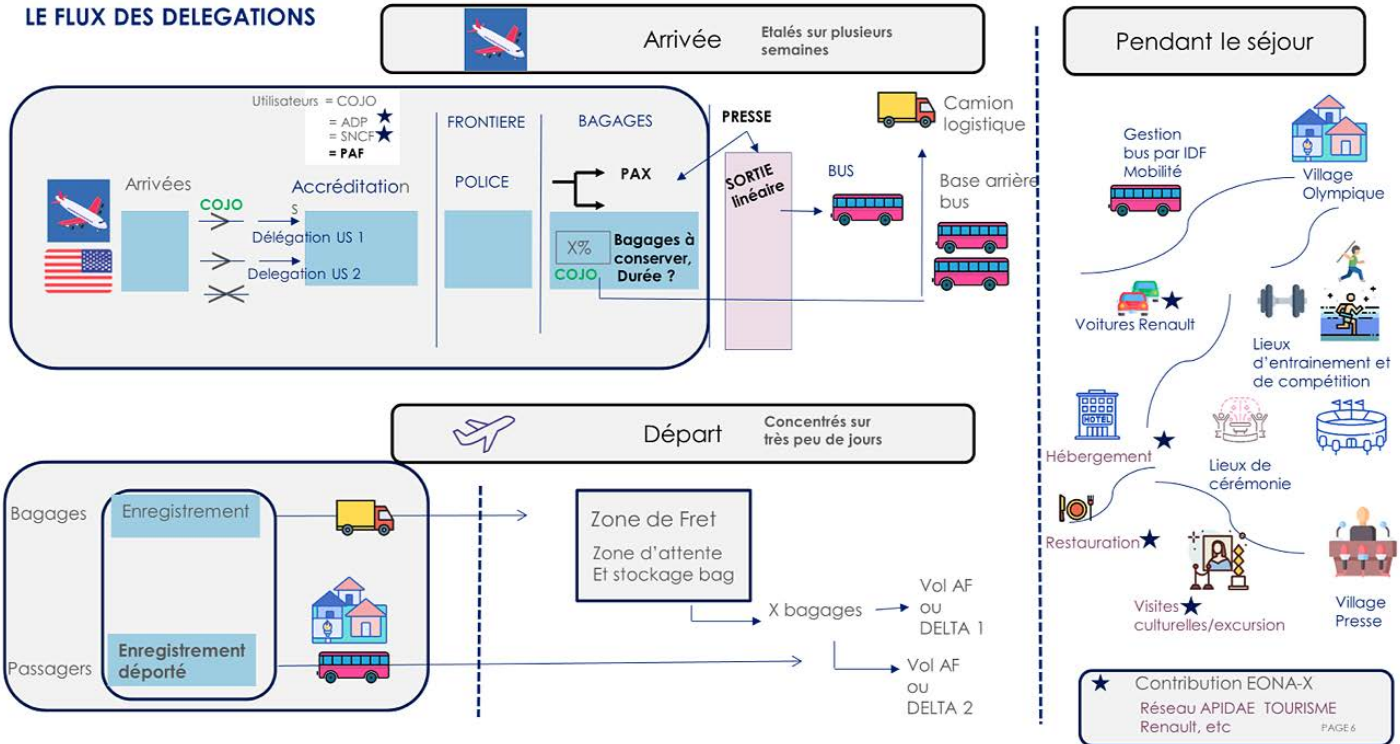 LE FLUX DES DELEGATIONS
Arrivée
Etalés sur plusieurs
semaines
Utilisateurs = COJO
= ADP
= SNCF
= PAF
FRONTIERE
POLICE
BAGAGES
PAX
PRESSE
Arrivées
COJO
S
Accréditation
Délégation US 1
Delegation US 2
X%
COJO
Bagages à
conserver,
Durée ?
SORTIE
linéaire
BUS
Camion
logistique
Base arrière
bus
Départ
Concentrés sur
très peu de jours
Bagages
Enregistrement
Passagers
Enregistrement
déporté
Zone de Fret
Zone d’attente
Et stockage bag
X bagages
Vol AF
ou
DELTA 1
Vol AF
ou
DELTA 2
Pendant le séjour
Gestion
bus par IDF
Mobilité
Village
Olympique
Voitures Renault
Lieux
d’entrainement et
de compétition
HOTEL
Hébergement
Lieux de
cérémonie
Restauration
Visites
culturelles/excursion
Village
Presse
Contribution EONA-X
Réseau APIDAE TOURISME
Renault, etc
PAGE 6